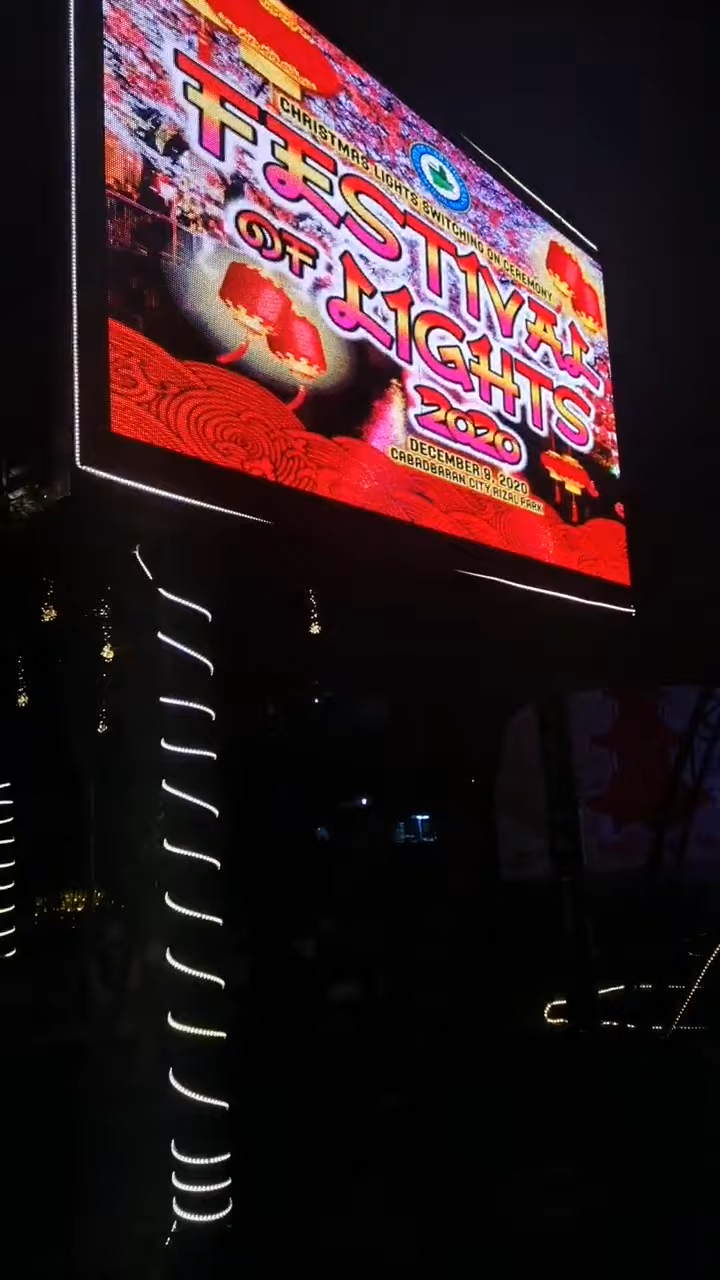 CHRISTMAS LIGHTS SWITCHING ON CEREMONY
FESTIVAL
OF LIGHTS
2020
DECEMBER 9, 2020
CABADBARAN CITY RIZAL PARK